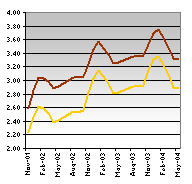 4.00
3.80
3.60
3.40
3.20
3.00
2.80
2.60
2.40
2.20
2.00
Nov-01
Feb-02
May-02
Aug-02
Nov-02
Feb-03
May-03
Aug-03
Nov-03
Feb-04
May-04